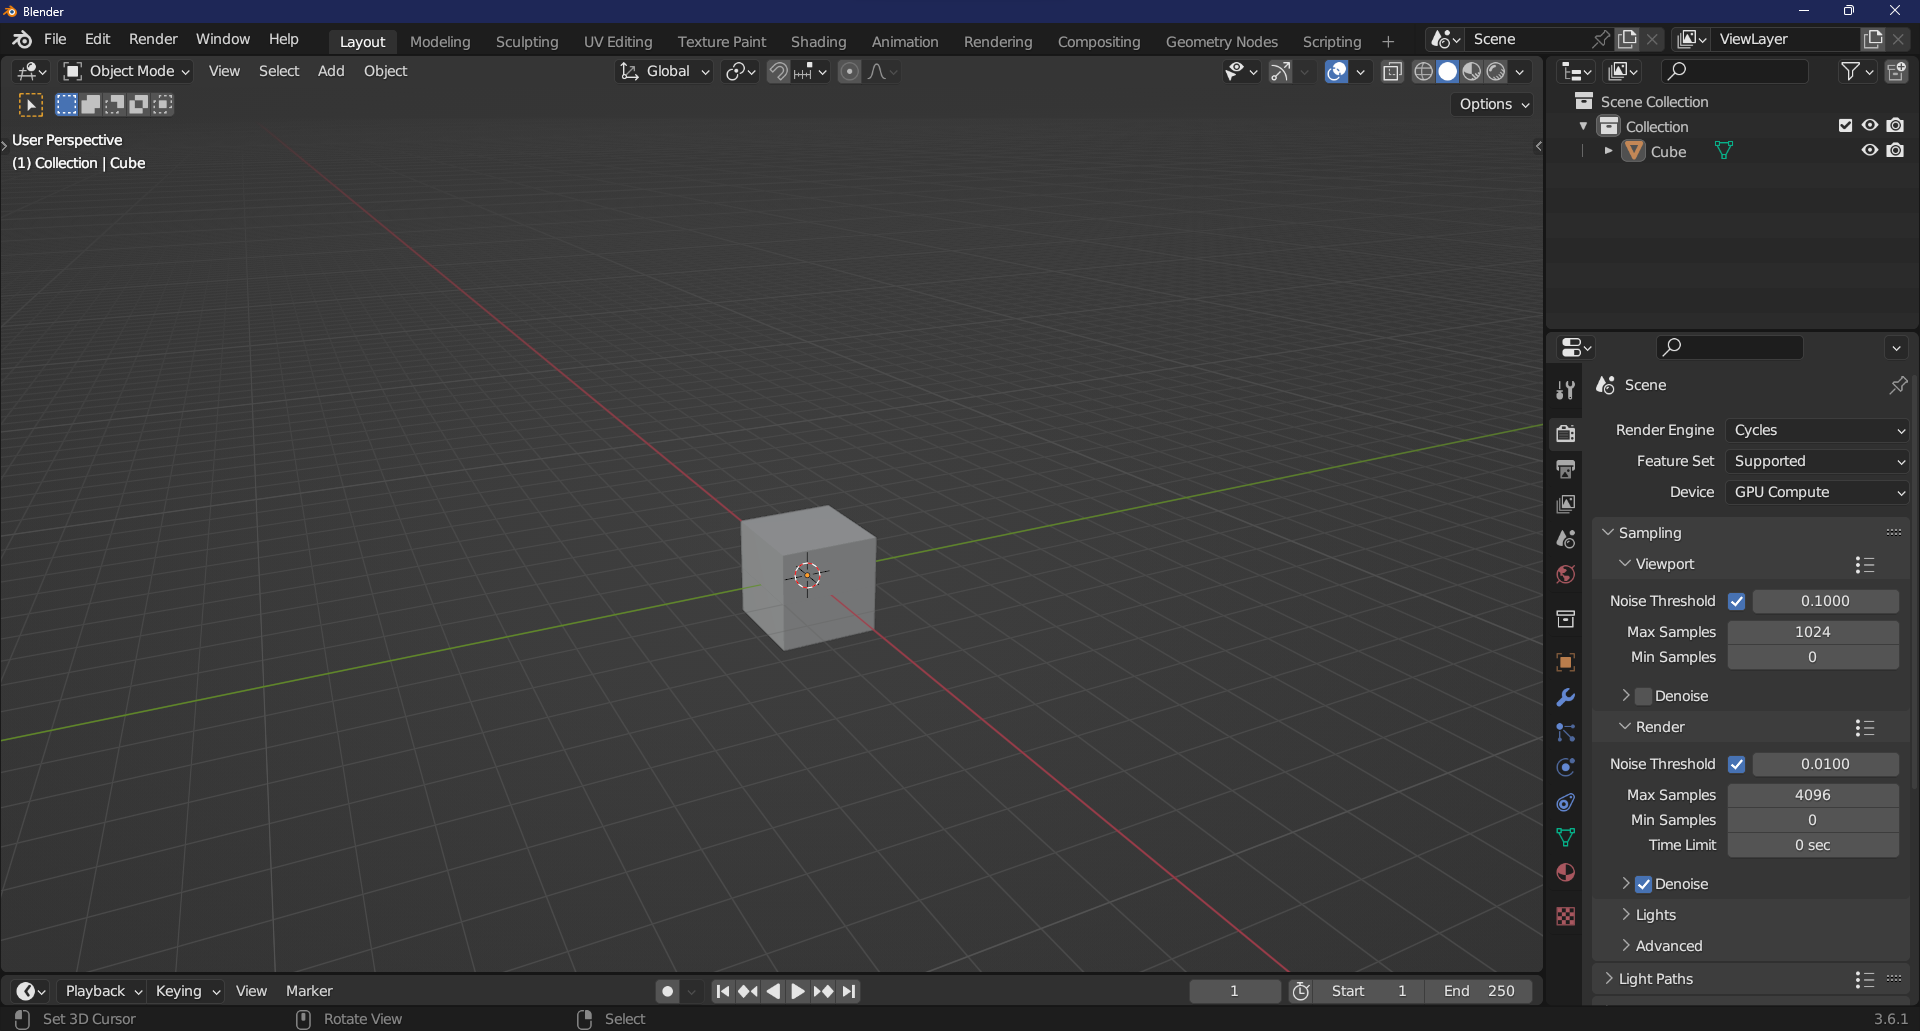 Blender
File Edit Render Window Help Layout Modeling Sculpting UV Editing Texture Paint Shading Animation Rendering Compositing Geometry Nodes Scripting + Scene ViewLayer
Object Mode View Select Add Object Global
Options
User Perspective
(1) Collection | Cube
Scene Collection
Collection
Cube
Scene
Render Engine Cycles
Feature Set Supported
Device GPU Compute
Sampling
Viewport
Noise Threshold 0.1000
Max Samples 1024
Min Samples 0
Denoise
Render
Noise Threshold 0.0100
Max Samples 4096
Min Samples 0
Time Limit 0 sec
Denoise
Lights
Advanced
Light Paths
Playback Keying View Marker 1 Start 1 End 250
Set 3D Cursor Rotate View Select 3.6.1